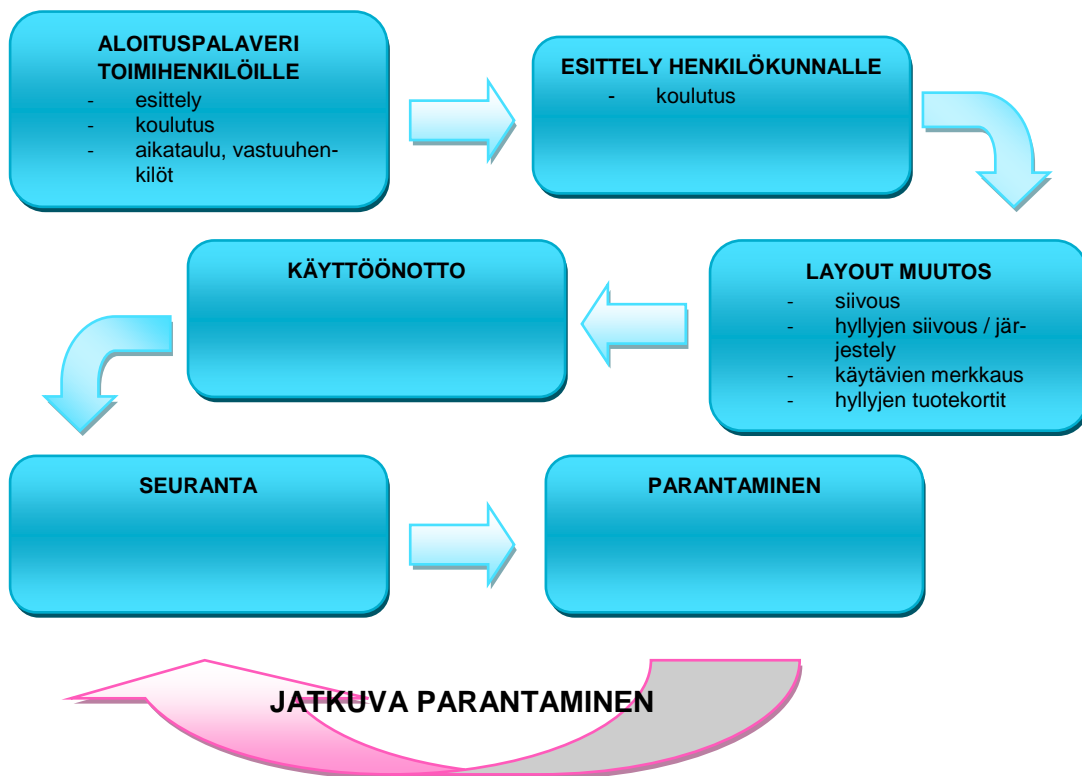 ALOITUSPALAVERI
TOIMIHENKILÖILLE
- esittely
- koulutus
- aikataulu, vastuuhen-
kilöt
ESITTELY HENKILÖKUNNALLE
- koulutus
LAYOUT MUUTOS
- siivous
- hyllyjen siivous / jär-
jestely
- käytävien merkkaus
- hyllyjen tuotekortit
KÄYTTÖÖNOTTO
SEURANTA
PARANTAMINEN
JATKUVA PARANTAMINEN